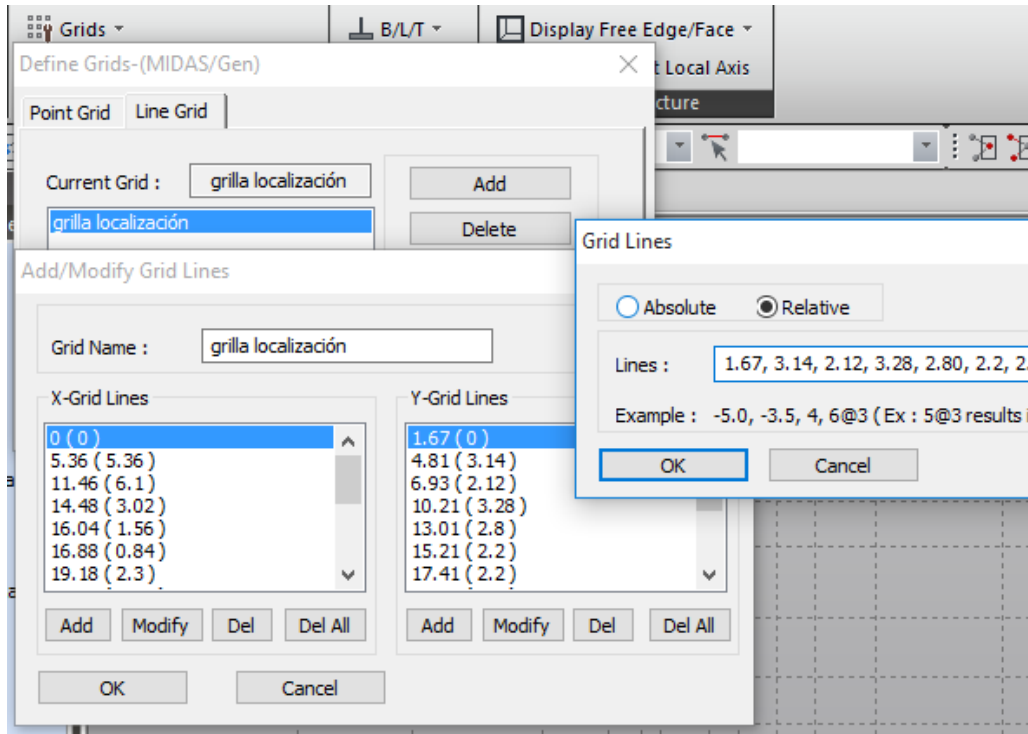 Grids
B/L/T
Display Free Edge/Face
Define Grids-(MIDAS/Gen)
Local Axis
Point Grid
Line Grid
Current Grid :
grilla localización
Add
grilla localización
Delete
Grid Lines
Add/Modify Grid Lines
Absolute
Relative
Grid Name :
grilla localización
Lines :
1.67, 3.14, 2.12, 3.28, 2.80, 2.2, 2.
Example : -5.0, -3.5, 4, 6@3 ( Ex : 5@3 results
OK
Cancel
X-Grid Lines
0 ( 0 )
5.36 ( 5.36 )
11.46 ( 6.1 )
14.48 ( 3.02 )
16.04 ( 1.56 )
16.88 ( 0.84 )
19.18 ( 2.3 )
Add
Modify
Del
Del All
Y-Grid Lines
1.67 ( 0 )
4.81 ( 3.14 )
6.93 ( 2.12 )
10.21 ( 3.28 )
13.01 ( 2.8 )
15.21 ( 2.2 )
17.41 ( 2.2 )
Add
Modify
Del
Del All
OK
Cancel